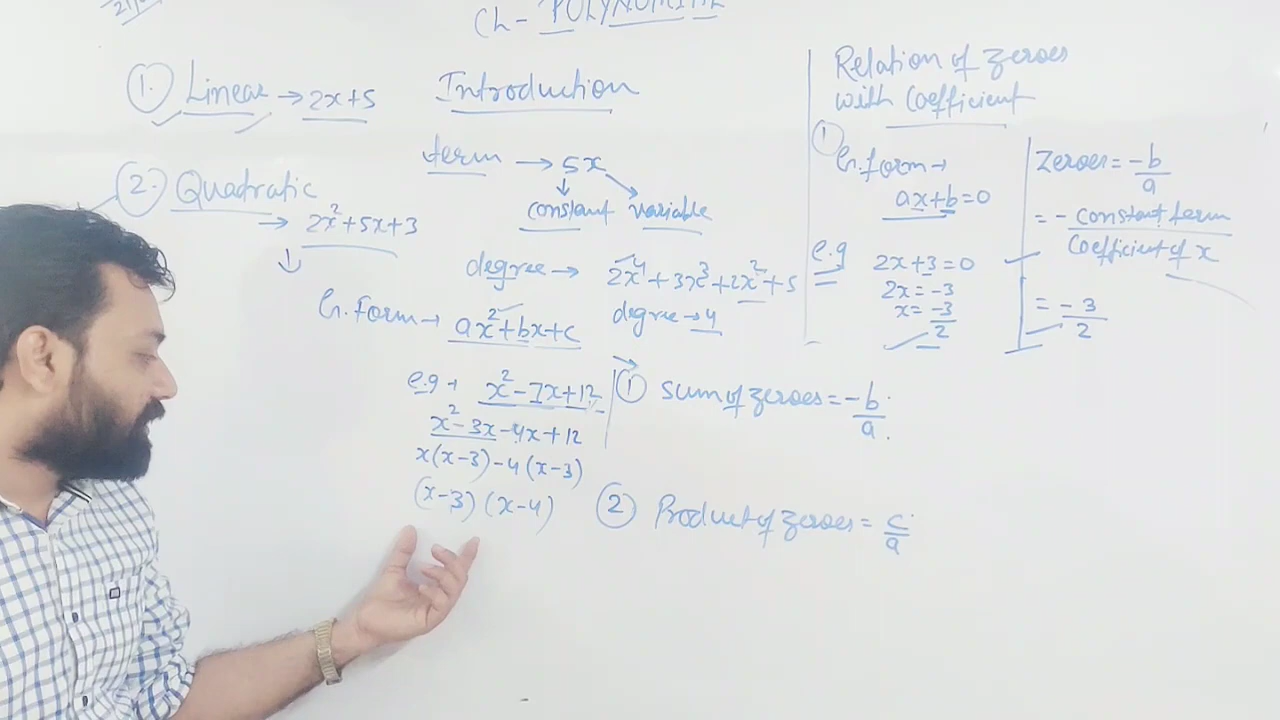 Ch- POLYNOMIAL
1. Linear → 2x+5
2. Quadratic
→ 2x²+5x+3
Introduction
term → 5x
constant variable
degree → 2x⁴+3x³+2x²+5
degree → 4
G. form → ax²+bx+c
e.g → x²-7x+12
x²-3x-4x+12
x(x-3)-4(x-3)
(x-3)(x-4)
① Sum of zeroes = -b/a
② Product of zeroes = c/a
Relation of zeroes
with Coefficient
① G. form →
ax+b=0
e.g 2x+3=0
2x=-3
x=-3/2
Zeroes = -b/a
= - constant term/Coefficient of x
= -3/2